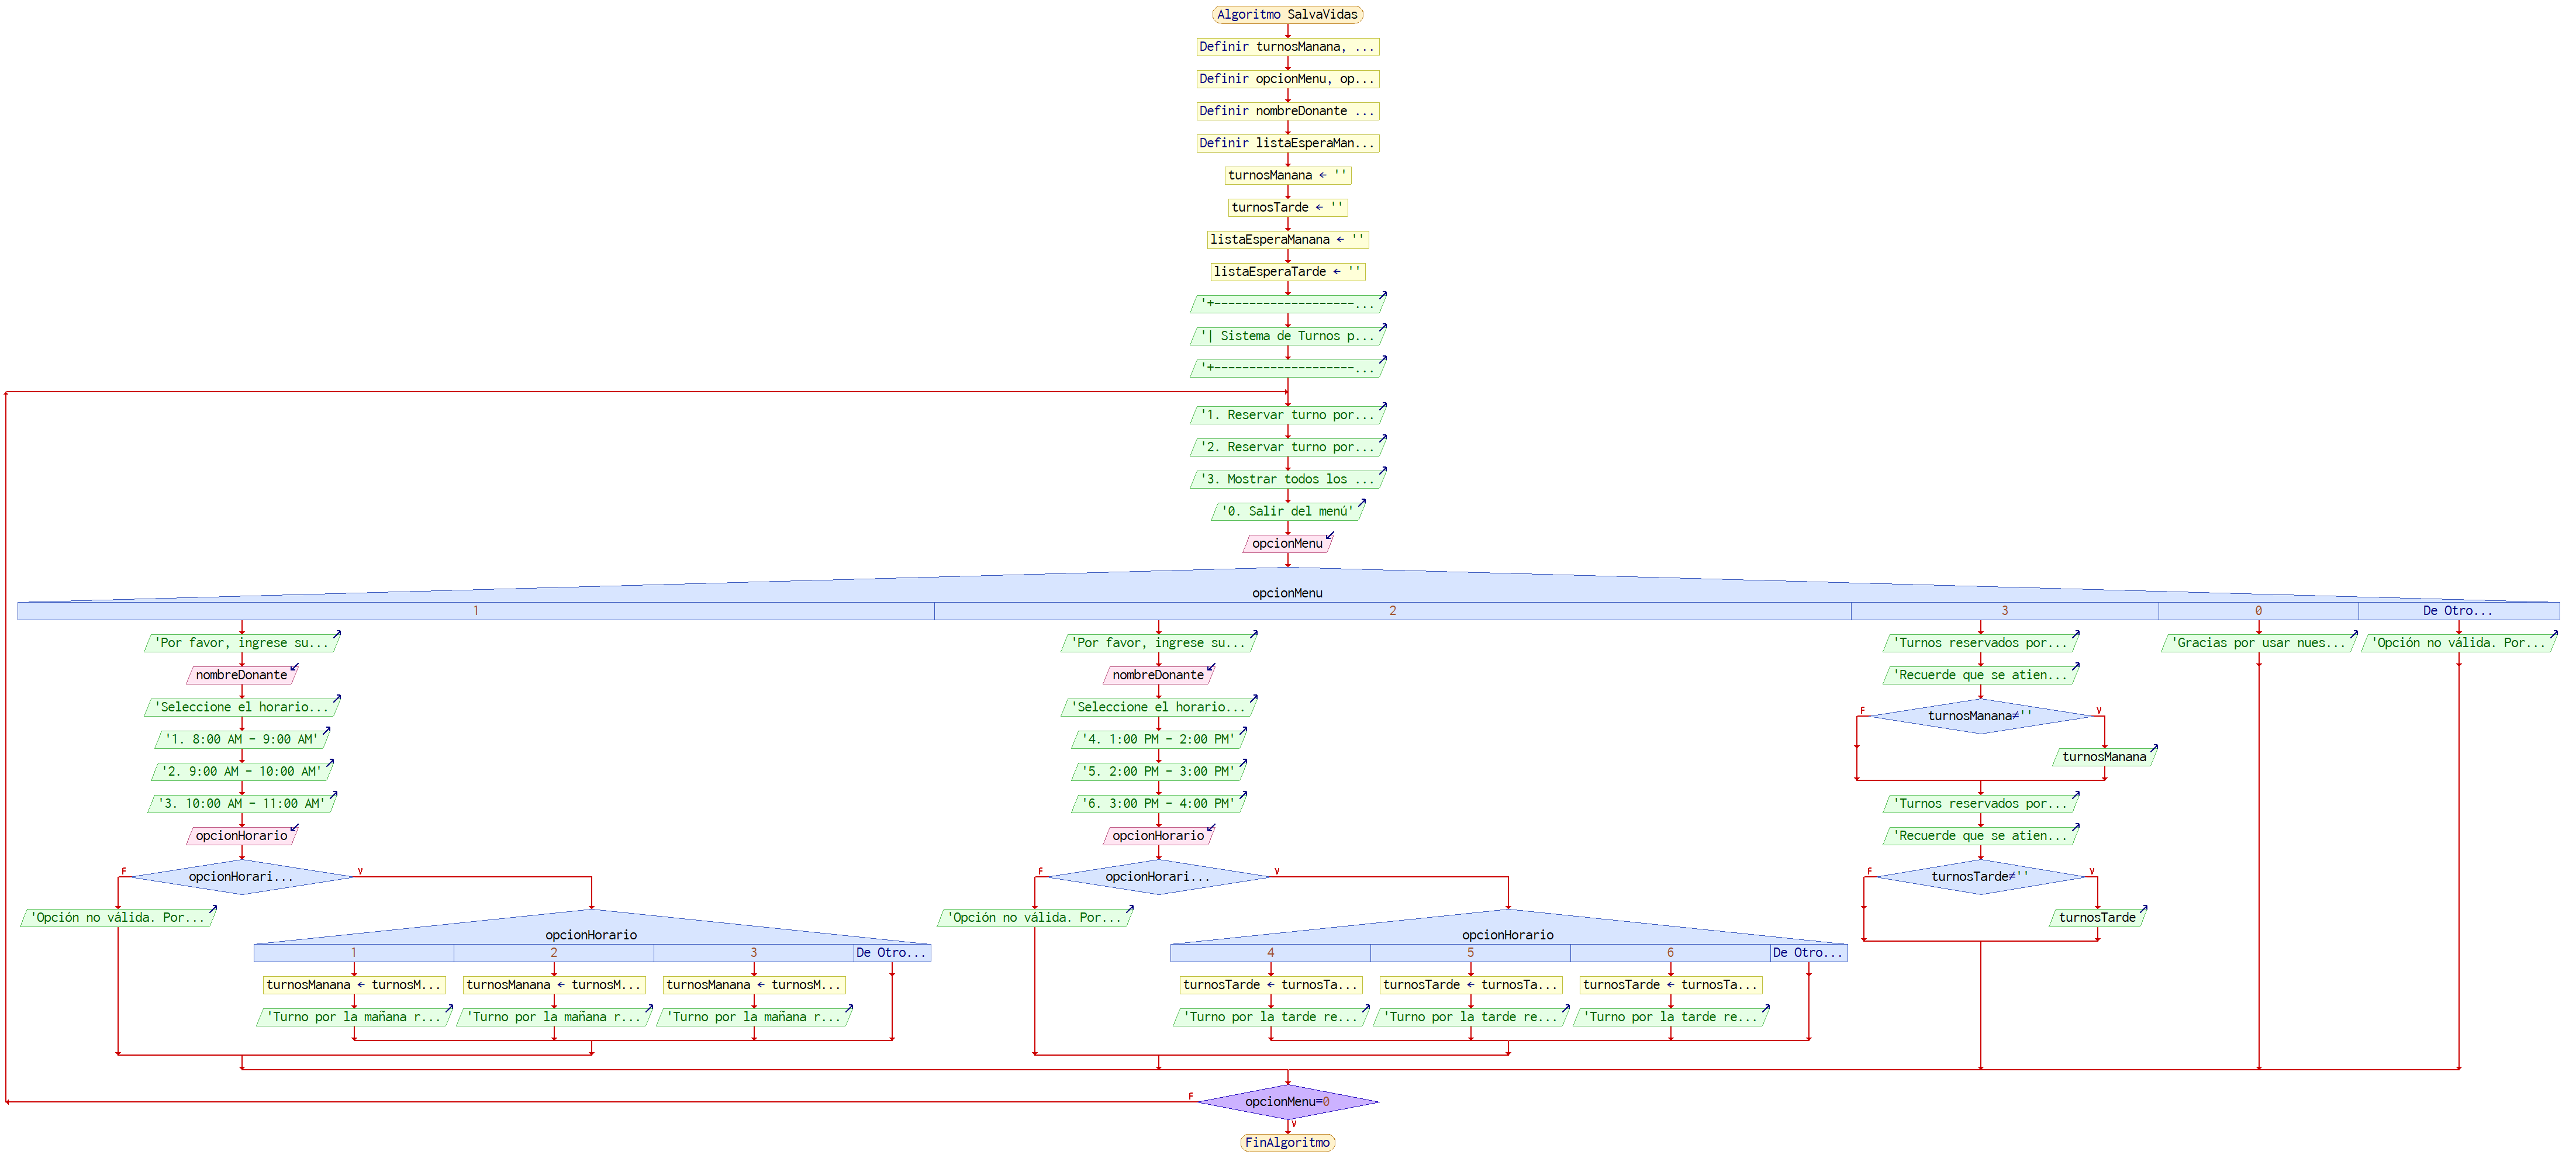 Algoritmo SalvaVidas
Definir turnosManana, ...
Definir opcionMenu, op...
Definir nombreDonante ...
Definir listaEsperaMan...
turnosManana ← ''
turnosTarde ← ''
listaEsperaManana ← ''
listaEsperaTarde ← ''
'+--------------------...
'| Sistema de Turnos p...
'+--------------------...
'1. Reservar turno por...
'2. Reservar turno por...
'3. Mostrar todos los ...
'0. Salir del menú'
opcionMenu
opcionMenu
1 2 3 0 De Otro...
'Por favor, ingrese su...
nombreDonante
'Seleccione el horario...
'1. 8:00 AM - 9:00 AM'
'2. 9:00 AM - 10:00 AM'
'3. 10:00 AM - 11:00 AM'
opcionHorario
opcionHorari...
F
V
'Opción no válida. Por...
opcionHorario
1 2 3 De Otro...
turnosManana ← turnosM...
'Turno por la mañana r...
turnosManana ← turnosM...
'Turno por la mañana r...
turnosManana ← turnosM...
'Turno por la mañana r...
'Por favor, ingrese su...
nombreDonante
'Seleccione el horario...
'4. 1:00 PM - 2:00 PM'
'5. 2:00 PM - 3:00 PM'
'6. 3:00 PM - 4:00 PM'
opcionHorario
opcionHorari...
F
V
'Opción no válida. Por...
opcionHorario
4 5 6 De Otro...
turnosTarde ← turnosTa...
'Turno por la tarde re...
turnosTarde ← turnosTa...
'Turno por la tarde re...
turnosTarde ← turnosTa...
'Turno por la tarde re...
'Turnos reservados por...
'Recuerde que se atien...
turnosManana≠''
F
V
turnosManana
'Turnos reservados por...
'Recuerde que se atien...
turnosTarde≠''
F
V
turnosTarde
'Gracias por usar nues...
'Opción no válida. Por...
opcionMenu=0
F
V
FinAlgoritmo